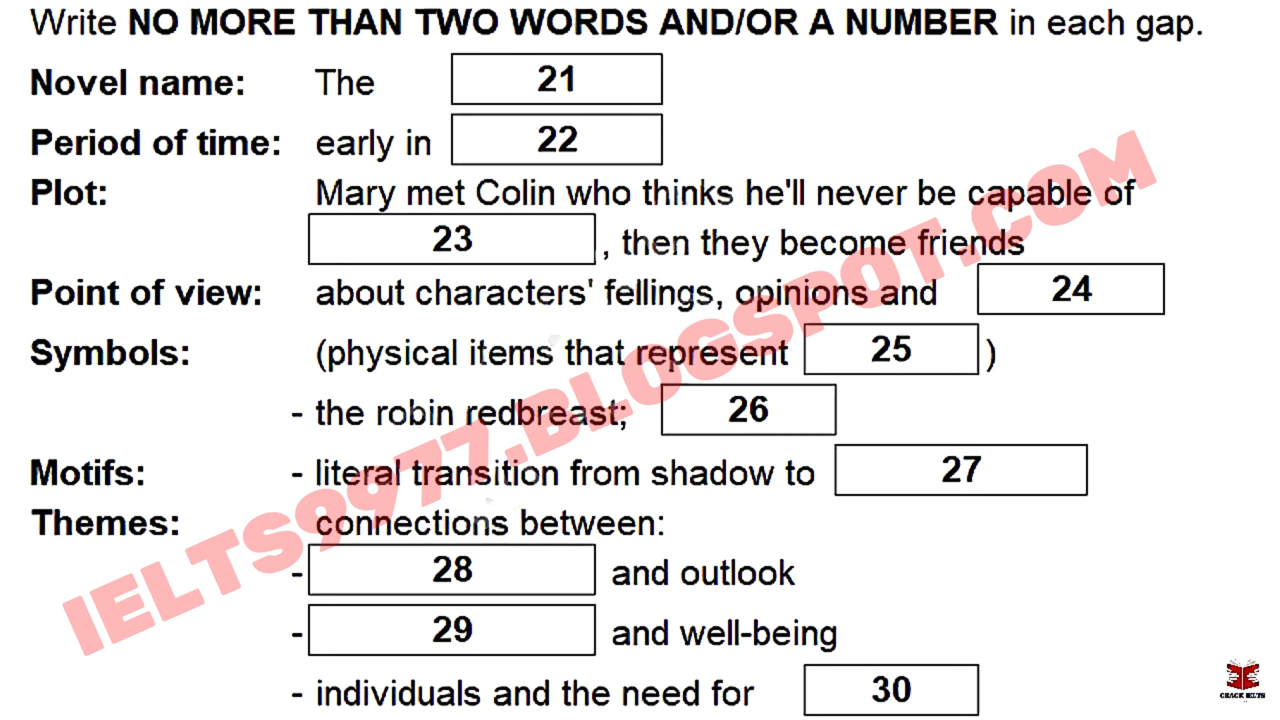 Write NO MORE THAN TWO WORDS AND/OR A NUMBER in each gap.
Novel name: The 21
Period of time: early in 22
Plot: Mary met Colin who thinks he'll never be capable of
23 , then they become friends
Point of view: about characters' fellings, opinions and 24
Symbols: (physical items that represent 25 )
- the robin redbreast; 26
Motifs: - literal transition from shadow to 27
Themes: connections between:
- 28 and outlook
- 29 and well-being
- individuals and the need for 30
IELTS9977.BLOGSPOT.COM
CRACK IELTS